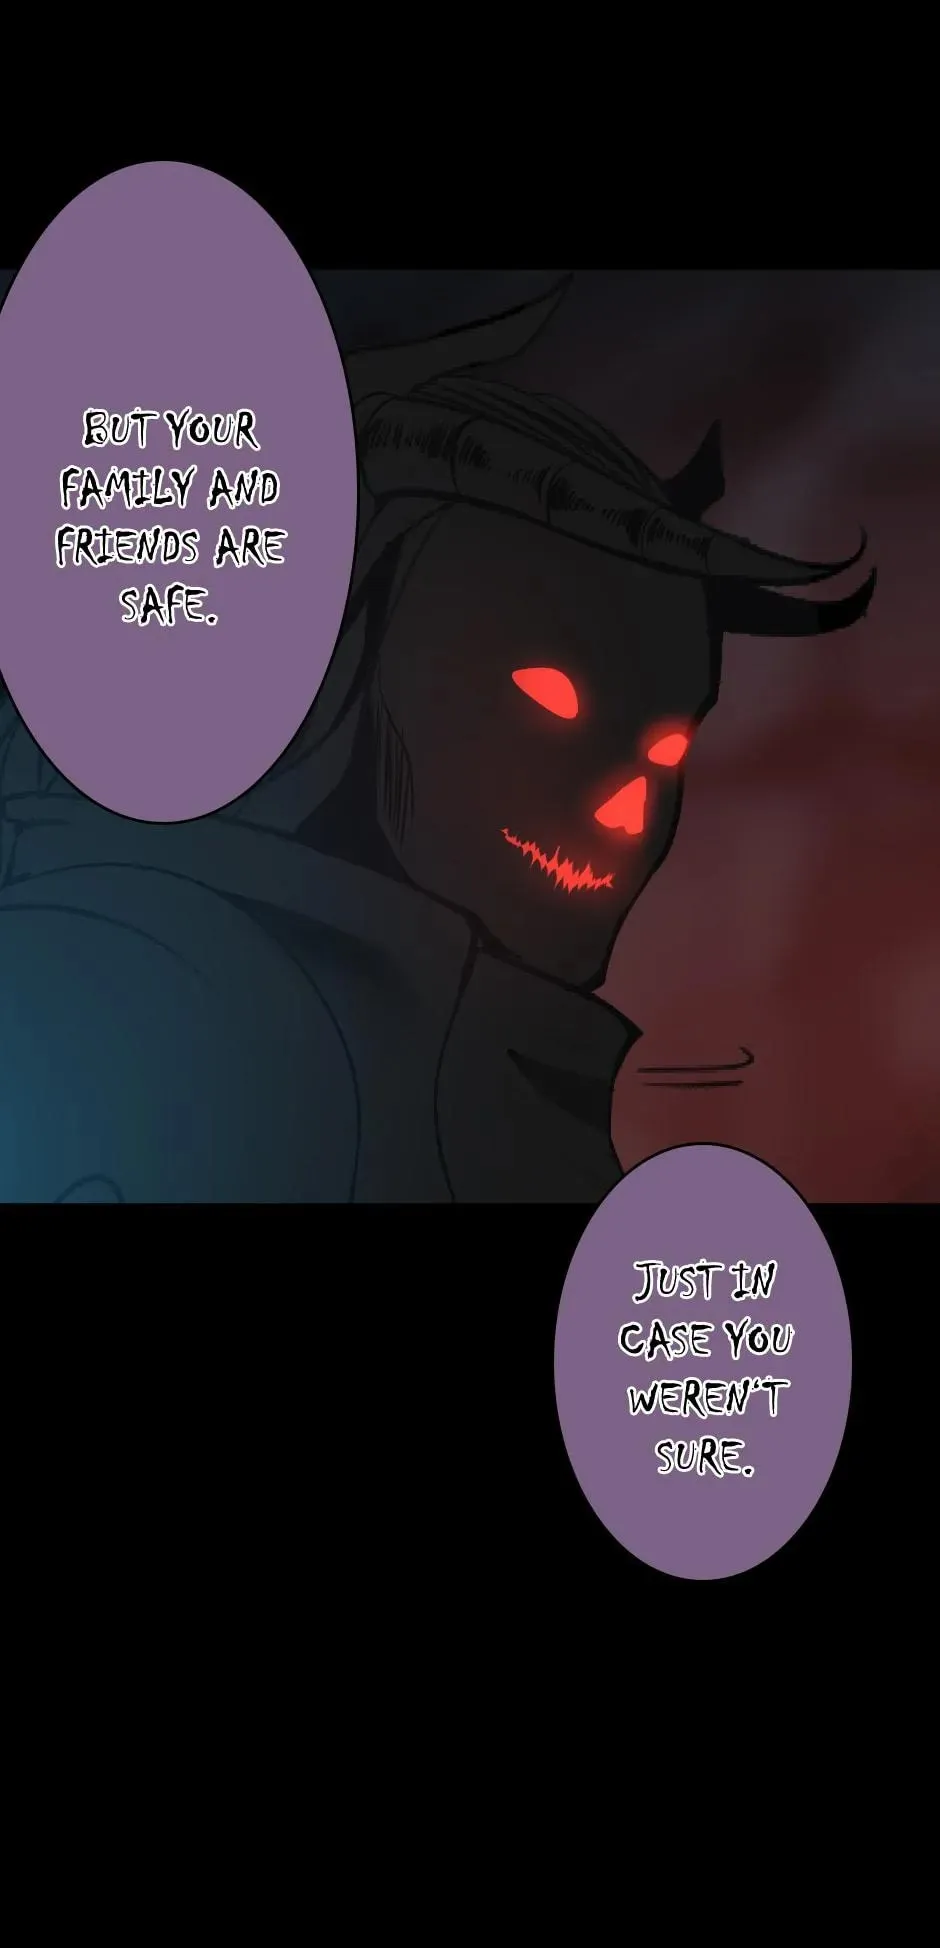 BUT YOUR
FAMILY AND
FRIENDS ARE
SAFE.
JUST IN
CASE YOU
WEREN'T
SURE.